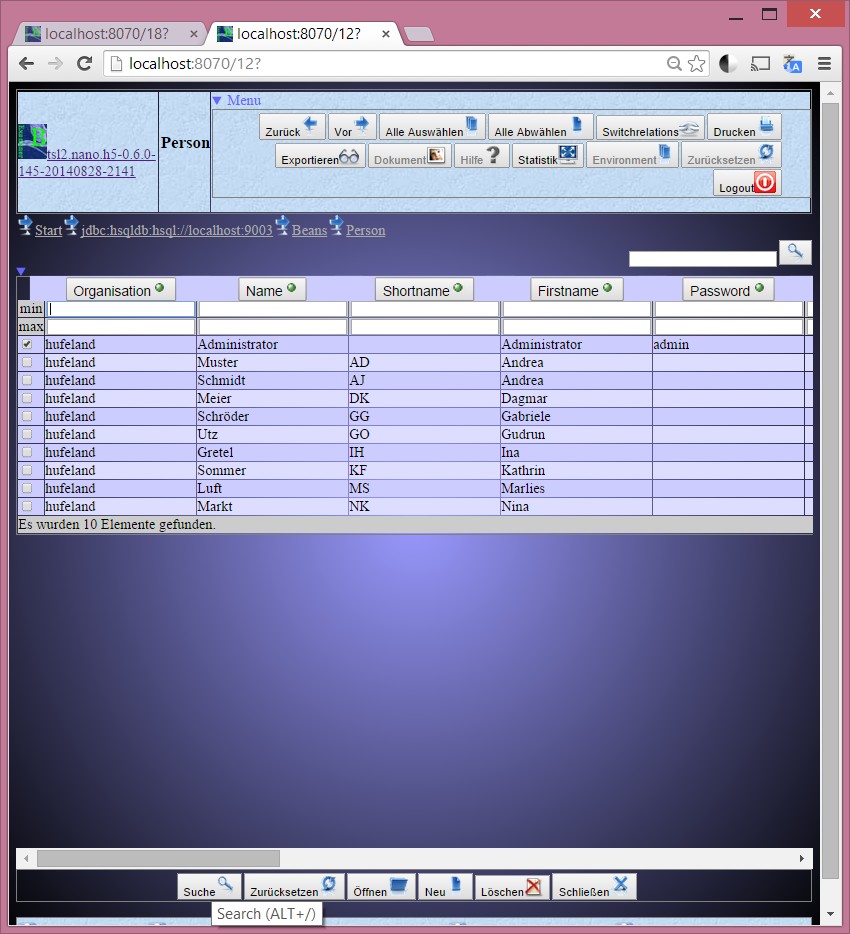 localhost:8070/18?
localhost:8070/12?
localhost:8070/12?
tsl2.nano.h5-0.6.0-
145-20140828-2141
Person
Menu
Zurück Vor Alle Auswählen Alle Abwählen Switchrelations Drucken
Exportieren Dokument Hilfe Statistik Environment Zurücksetzen
Logout
Start jdbc:hsqldb:hsql://localhost:9003 Beans Person
Organisation Name Shortname Firstname Password
min
max
hufeland Administrator Administrator admin
hufeland Muster AD Andrea
hufeland Schmidt AJ Andrea
hufeland Meier DK Dagmar
hufeland Schröder GG Gabriele
hufeland Utz GO Gudrun
hufeland Gretel IH Ina
hufeland Sommer KF Kathrin
hufeland Luft MS Marlies
hufeland Markt NK Nina
Es wurden 10 Elemente gefunden.
Suche Zurücksetzen Öffnen Neu Löschen Schließen
Search (ALT+/)